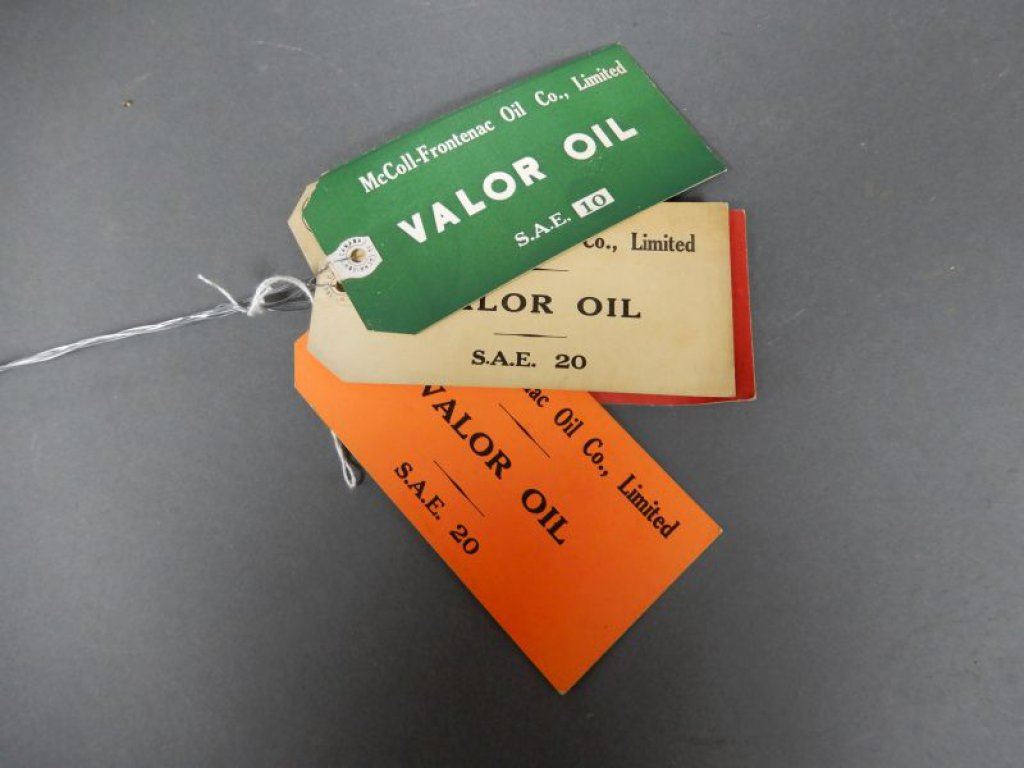 McColl-Frontenac Oil Co., Limited
VALOR OIL
S.A.E. 10
Co., Limited
LOR OIL
S.A.E. 20
ac Oil Co., Limited
VALOR OIL
S.A.E. 20